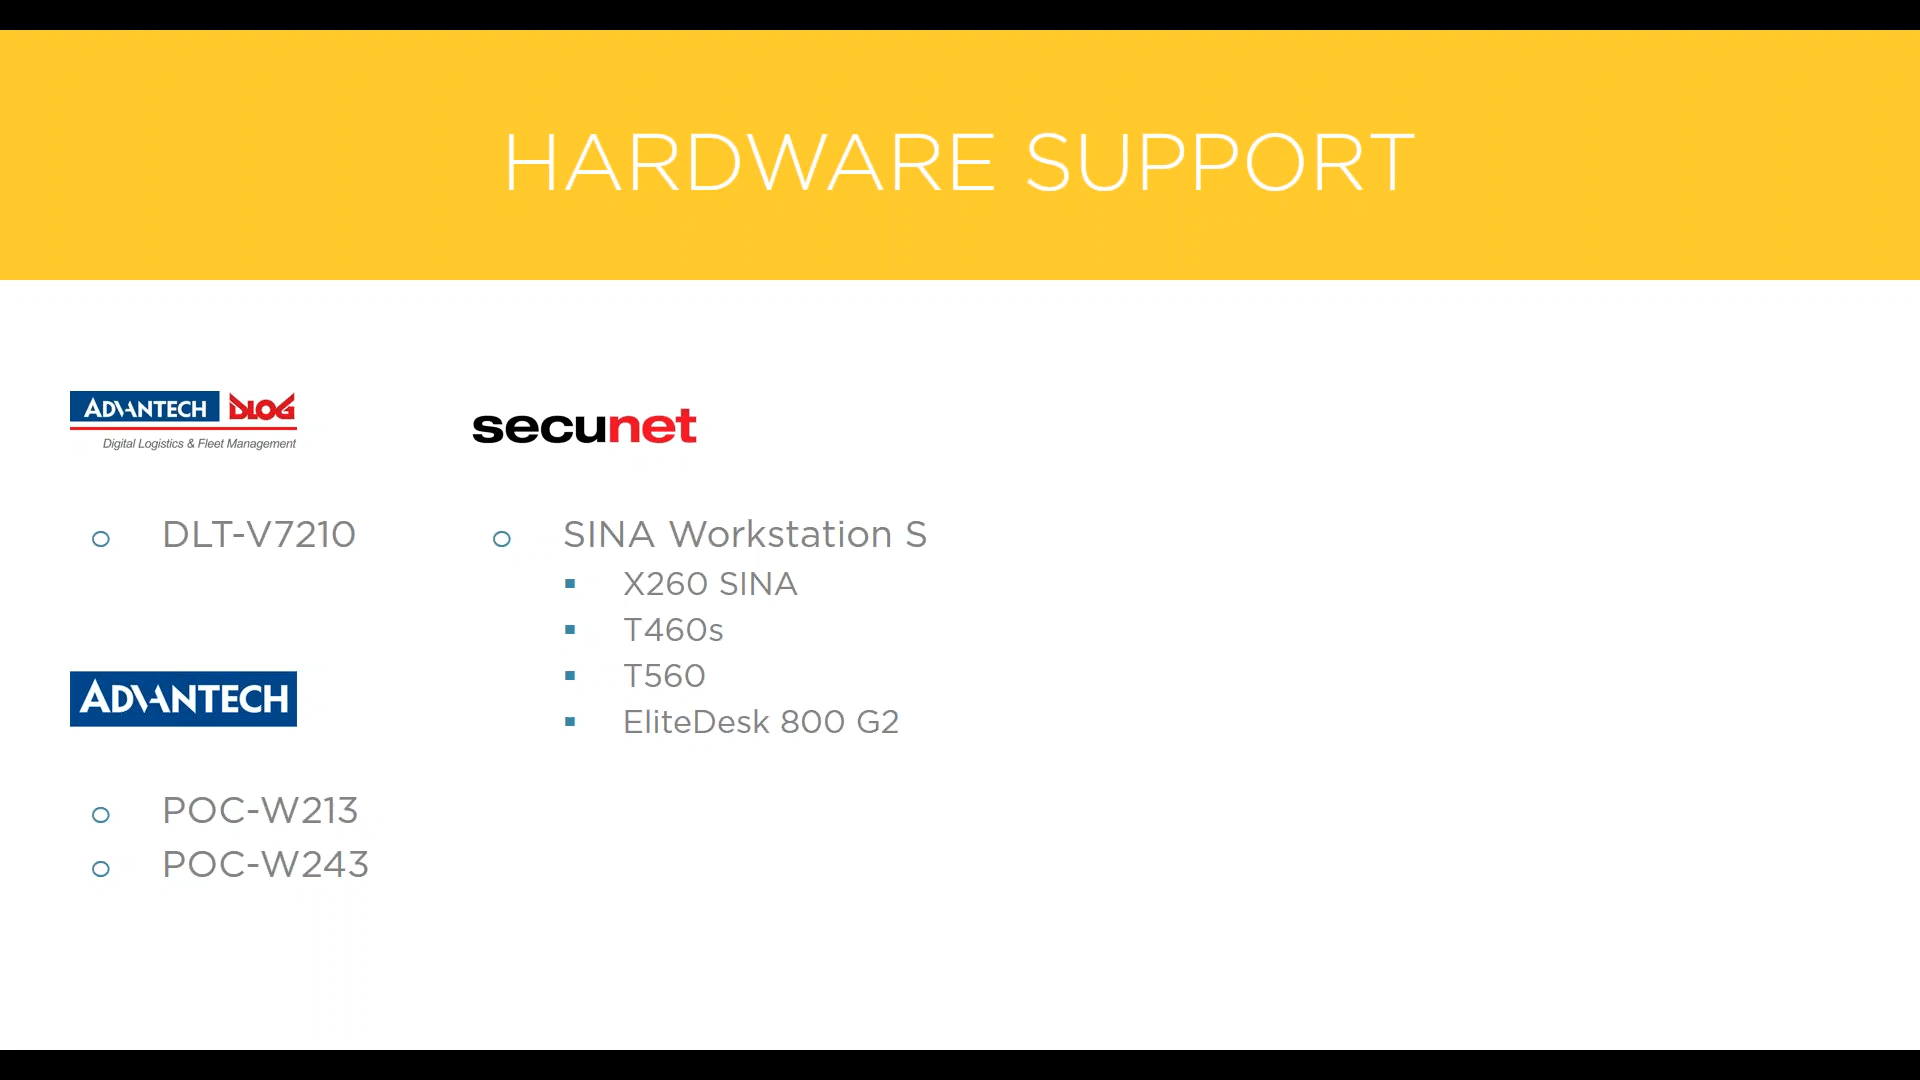 HARDWARE SUPPORT
ADVANTECH DLOG
Digital Logistics & Fleet Management
DLT-V7210
ADVANTECH
POC-W213
POC-W243
secunet
SINA Workstation S
X260 SINA
T460s
T560
EliteDesk 800 G2